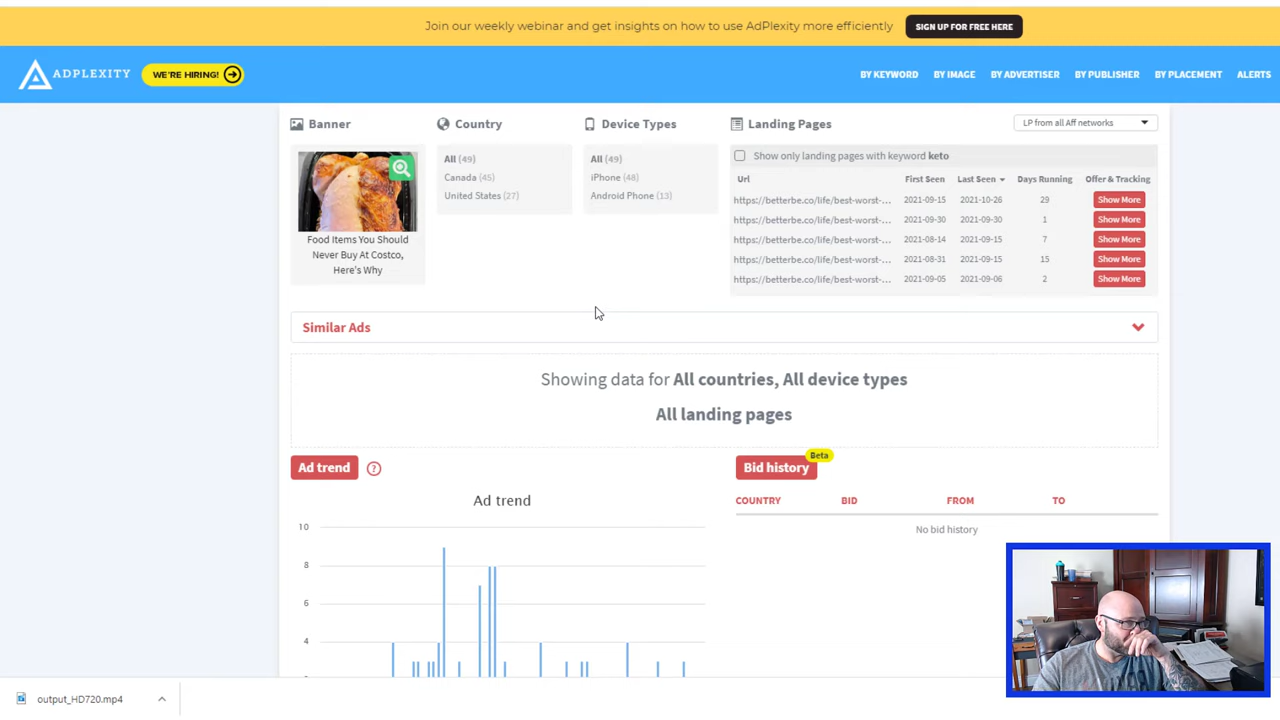 Join our weekly webinar and get insights on how to use AdPlexity more efficiently
SIGN UP FOR FREE HERE
ADPLEXITY
WE'RE HIRING!
BY KEYWORD
BY IMAGE
BY ADVERTISER
BY PUBLISHER
BY PLACEMENT
ALERTS
Banner
Country
Device Types
Landing Pages
LP from all Aff networks
Food Items You Should
Never Buy At Costco,
Here's Why
All (49)
Canada (45)
United States (27)
All (49)
iPhone (48)
Android Phone (13)
Show only landing pages with keyword keto
Url First Seen Last Seen Days Running Offer & Tracking
https://betterbe.co/life/best-worst-... 2021-09-15 2021-10-26 29 Show More
https://betterbe.co/life/best-worst-... 2021-09-30 2021-09-30 1 Show More
https://betterbe.co/life/best-worst-... 2021-08-14 2021-09-15 7 Show More
https://betterbe.co/life/best-worst-... 2021-08-31 2021-09-15 15 Show More
https://betterbe.co/life/best-worst-... 2021-09-05 2021-09-06 2 Show More
Similar Ads
Showing data for All countries, All device types
All landing pages
Ad trend ?
Ad trend
10
8
6
4
Beta
Bid history
COUNTRY BID FROM TO
No bid history
output_HD720.mp4